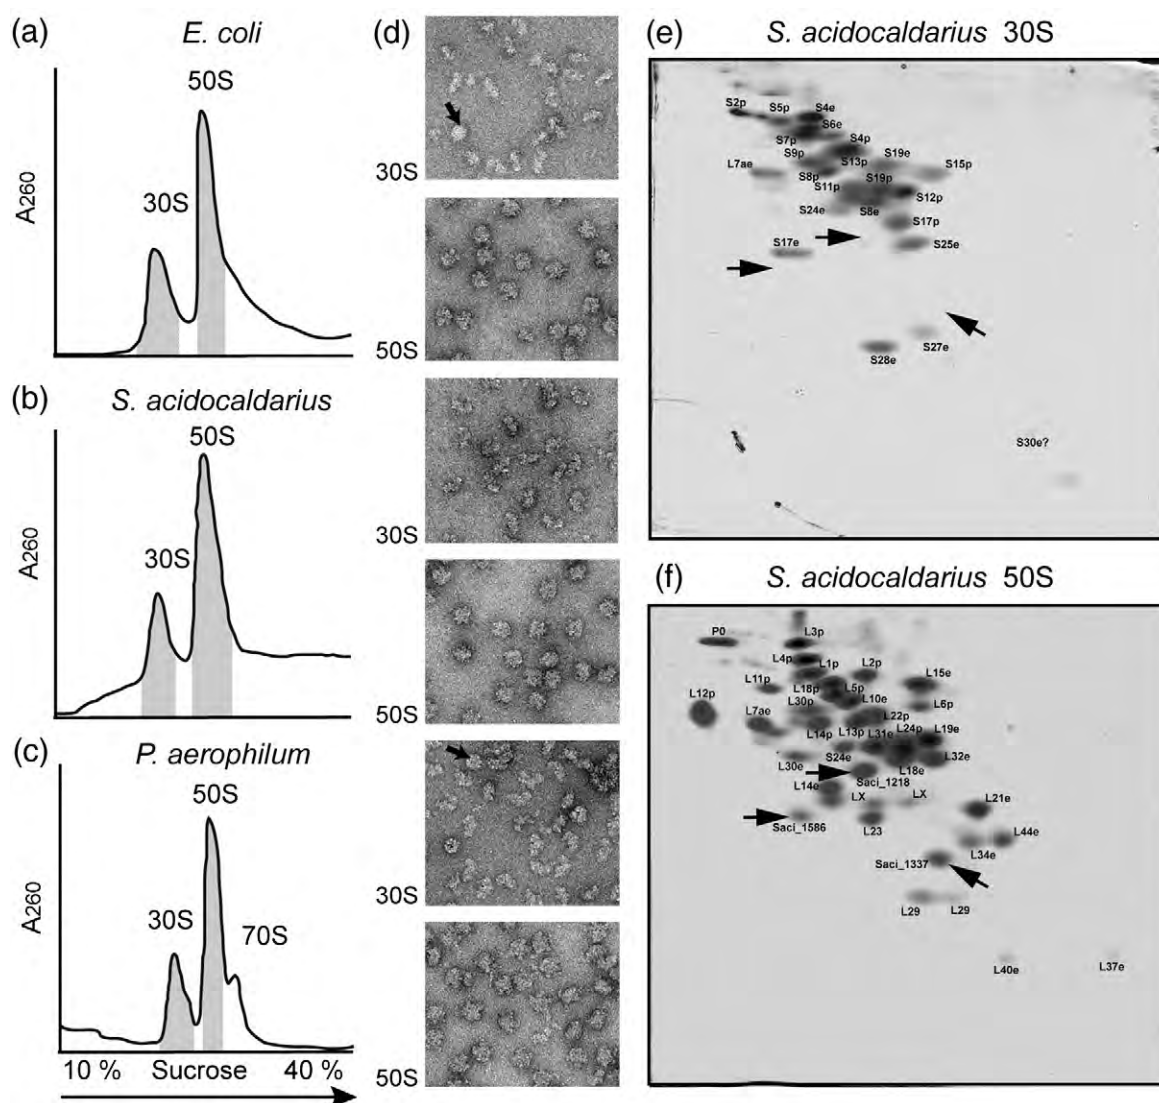 (a) E. coli
50S
30S
A260
(b) S. acidocaldarius
50S
30S
A260
(c) P. aerophilum
50S
30S
70S
A260
10 % Sucrose 40 %
(d)
30S
50S
30S
50S
30S
50S
(e) S. acidocaldarius 30S
S2p
S5p
S4e
S6e
S7p
S4p
S9p
S13p
S19e
L7ae
S8p
S15p
S11p
S19p
S12p
S24e
S8e
S17p
S17e
S25e
S27e
S28e
S30e?
(f) S. acidocaldarius 50S
P0
L3p
L4p
L1p
L2p
L11p
L18p
L5p
L15e
L12p
L30p
L10e
L6p
L7ae
L22p
L14p
L13p
L31e
L24p
L19e
L30e
S24e
L18e
L32e
Saci_1218
L14e
LX
LX
L21e
Saci_1586
L23
L34e
L44e
Saci_1337
L29
L29
L40e
L37e